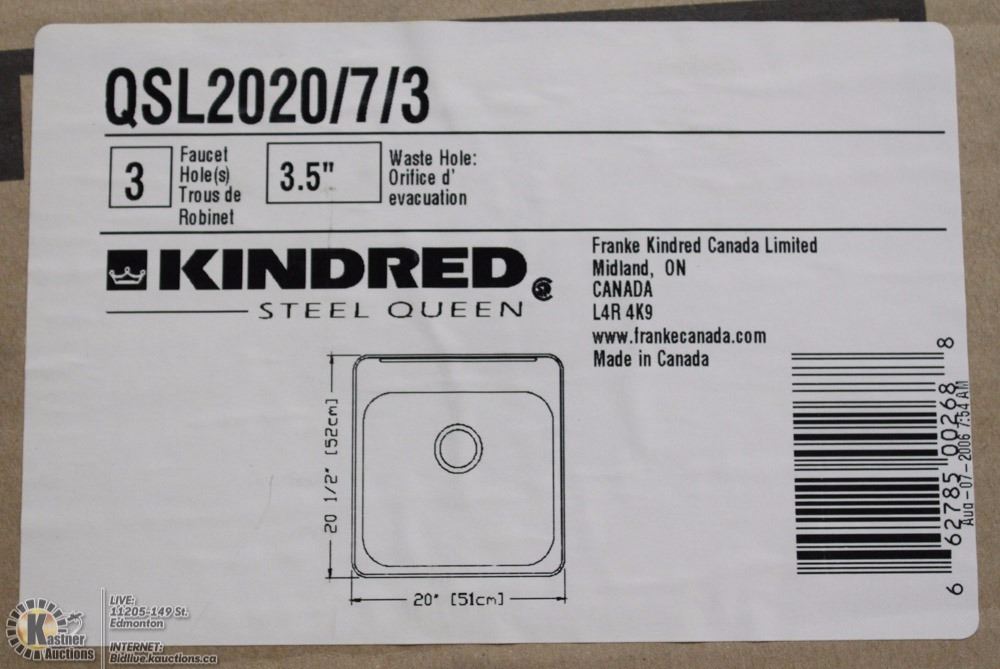 QSL2020/7/3
3
Faucet
Hole(s)
Trous de
Robinet
3.5"
Waste Hole:
Orifice d'
evacuation
KINDRED
STEEL QUEEN
Franke Kindred Canada Limited
Midland, ON
CANADA
L4R 4K9
www.frankecanada.com
Made in Canada
20 1/2" [52cm]
20" [51cm]
6 62785 00268 8
Aug-07-2006 7:54 AM
Kastner
Auctions
LIVE:
11205-149 St.
Edmonton
INTERNET:
Bidlive.kauctions.ca